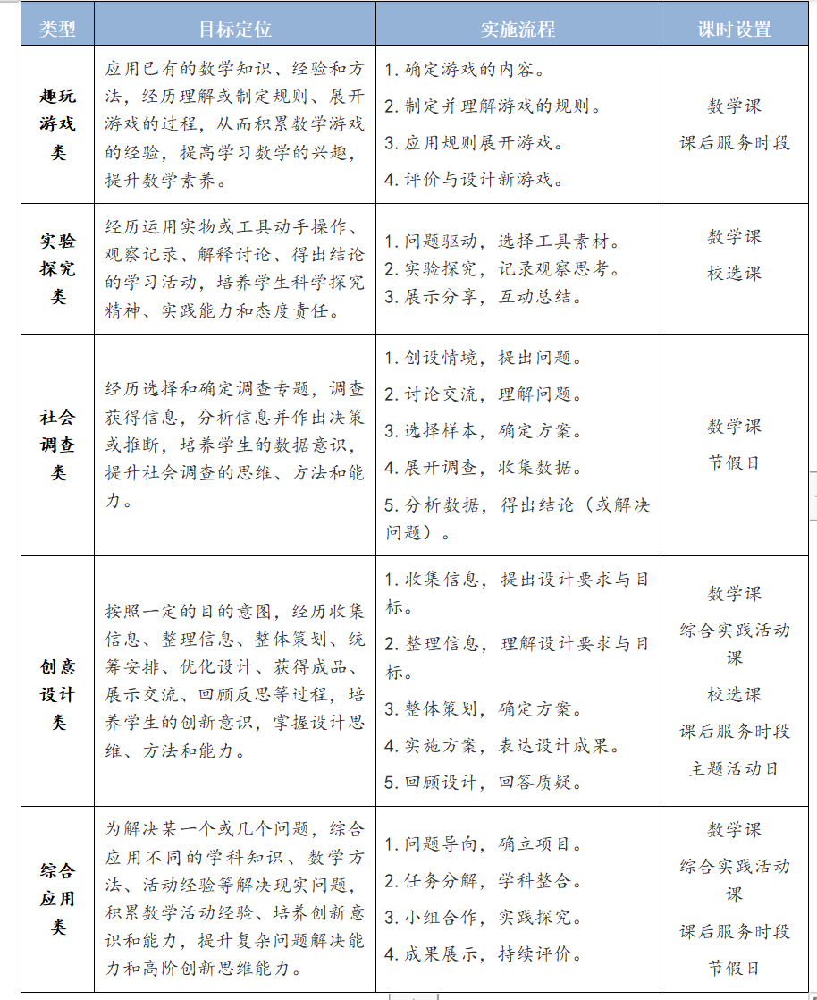 类型 目标定位 实施流程 课时设置
趣玩
游戏
类
应用已有的数学知识、经验和方
法，经历理解或制定规则、展开
游戏的过程，从而积累数学游戏
的经验，提高学习数学的兴趣，
提升数学素养。
1.确定游戏的内容。
2.制定并理解游戏的规则。
3.应用规则展开游戏。
4.评价与设计新游戏。
数学课
课后服务时段
实验
探究
类
经历运用实物或工具动手操作、
观察记录、解释讨论、得出结论
的学习活动，培养学生科学探究
精神、实践能力和态度责任。
1.问题驱动，选择工具素材。
2.实验探究，记录观察思考。
3.展示分享，互动总结。
数学课
校选课
社会
调查
类
经历选择和确定调查专题，调查
获得信息，分析信息并作出决策
或推断，培养学生的数据意识，
提升社会调查的思维、方法和能
力。
1.创设情境，提出问题。
2.讨论交流，理解问题。
3.选择样本，确定方案。
4.展开调查，收集数据。
5.分析数据，得出结论（或解决
问题）。
数学课
节假日
创意
设计
类
按照一定的目的意图，经历收集
信息、整理信息、整体策划、统
筹安排、优化设计、获得成品、
展示交流、回顾反思等过程，培
养学生的创新意识，掌握设计思
维、方法和能力。
1.收集信息，提出设计要求与目
标。
2.整理信息，理解设计要求与目
标。
3.整体策划，确定方案。
4.实施方案，表达设计成果。
5.回顾设计，回答质疑。
数学课
综合实践活动
课
校选课
课后服务时段
主题活动日
综合
应用
类
为解决某一个或几个问题，综合
应用不同的学科知识、数学方
法、活动经验等解决现实问题，
积累数学活动经验、培养创新意
识和能力，提升复杂问题解决能
力和高阶创新思维能力。
1.问题导向，确立项目。
2.任务分解，学科整合。
3.小组合作，实践探究。
4.成果展示，持续评价。
数学课
综合实践活动
课
课后服务时段
节假日